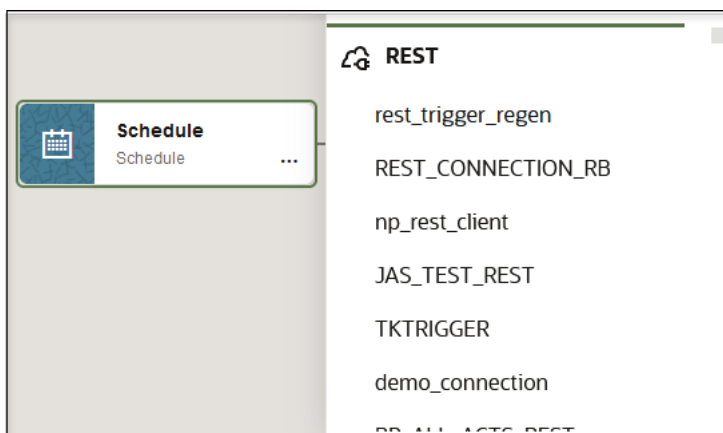 Schedule
Schedule
...
REST
rest_trigger_regen
REST_CONNECTION_RB
np_rest_client
JAS_TEST_REST
TKTRIGGER
demo_connection